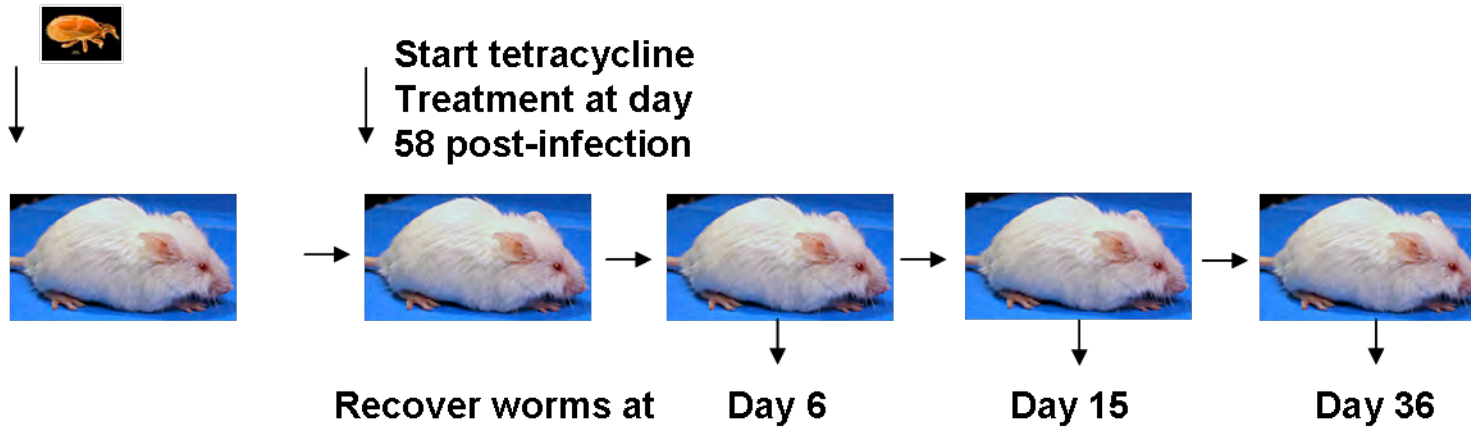 Start tetracycline
Treatment at day
58 post-infection
Recover worms at Day 6 Day 15 Day 36